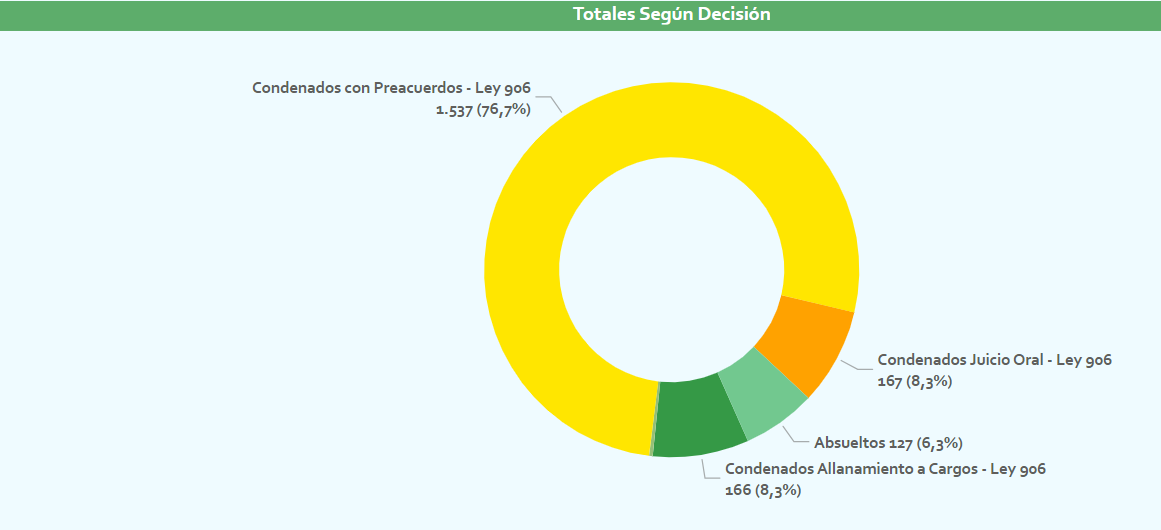 Totales Según Decisión
Condenados con Preacuerdos - Ley 906
1.537 (76,7%)
Condenados Juicio Oral - Ley 906
167 (8,3%)
Absueltos 127 (6,3%)
Condenados Allanamiento a Cargos - Ley 906
166 (8,3%)